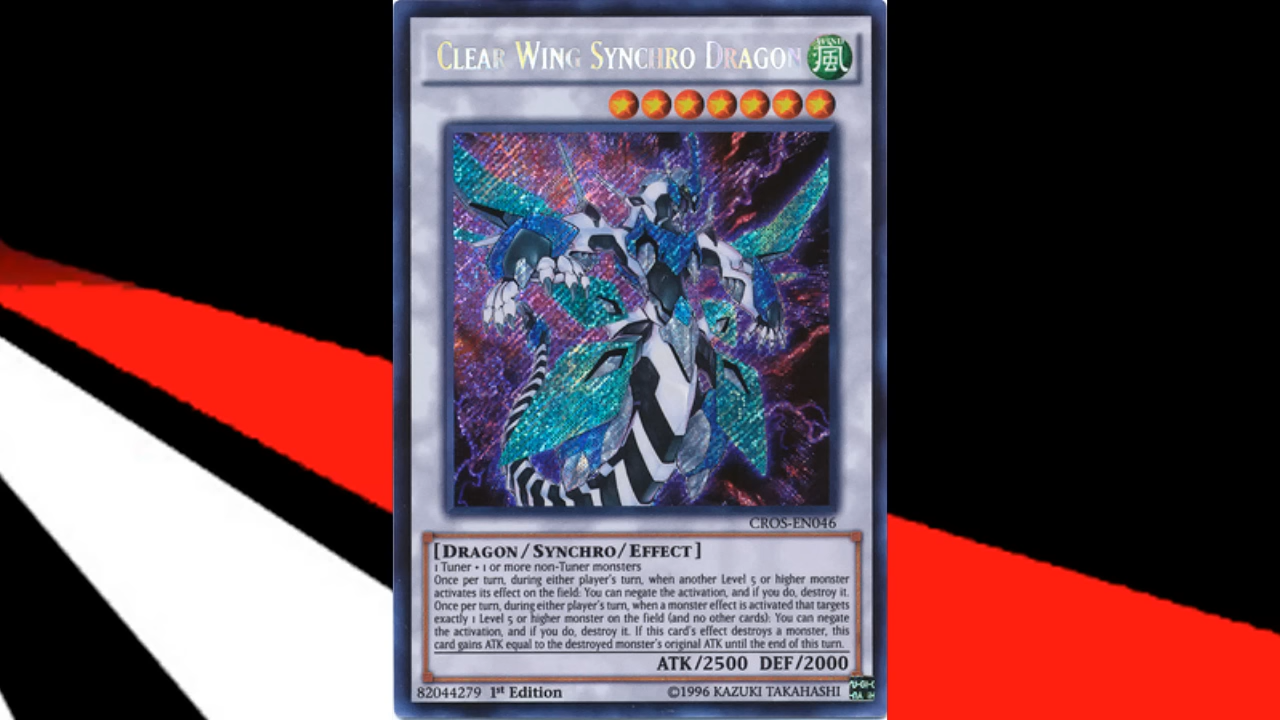 CLEAR WING SYNCHRO DRAGON
WIND
風
CROS-EN046
[DRAGON/SYNCHRO/EFFECT]
1 Tuner + 1 or more non-Tuner monsters
Once per turn, during either player's turn, when another Level 5 or higher monster
activates its effect on the field: You can negate the activation, and if you do, destroy it.
Once per turn, during either player's turn, when a monster effect is activated that targets
exactly 1 Level 5 or higher monster on the field (and no other cards): You can negate
the activation, and if you do, destroy it. If this card's effect destroys a monster, this
card gains ATK equal to the destroyed monster's original ATK until the end of this turn.
ATK/2500 DEF/2000
82044279 1st Edition ©1996 KAZUKI TAKAHASHI